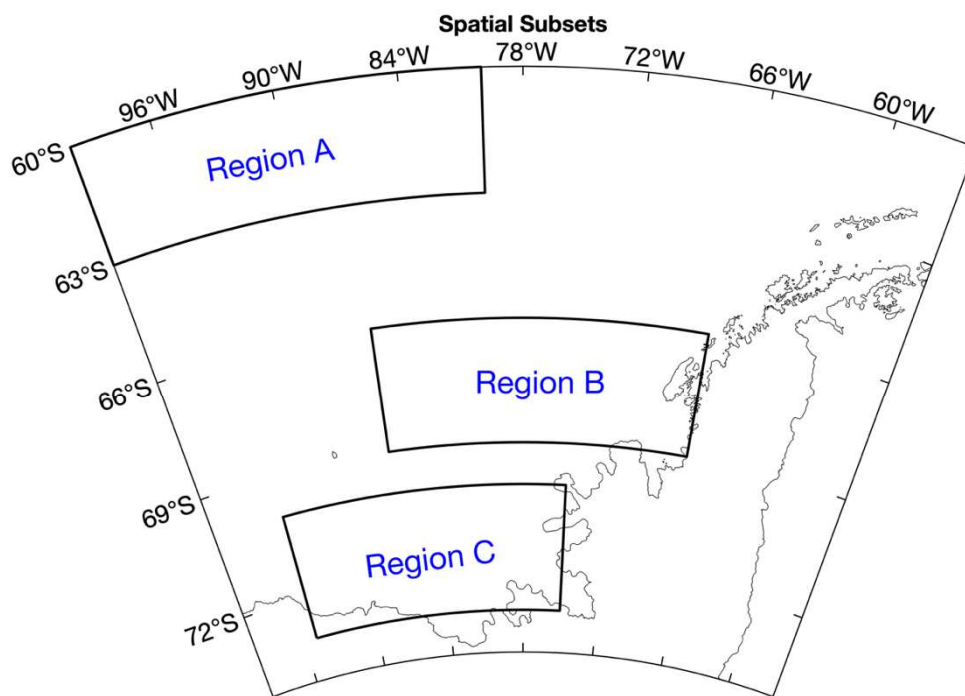 Spatial Subsets
96°W
90°W
84°W
78°W
72°W
66°W
60°W
60°S
63°S
66°S
69°S
72°S
Region A
Region B
Region C